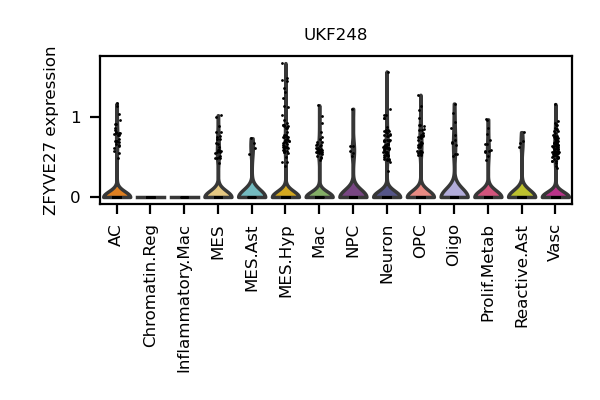 UKF248
ZFYVE27 expression
1
0
AC
Chromatin.Reg
Inflammatory.Mac
MES
MES.Ast
MES.Hyp
Mac
NPC
Neuron
OPC
Oligo
Prolif.Metab
Reactive.Ast
Vasc